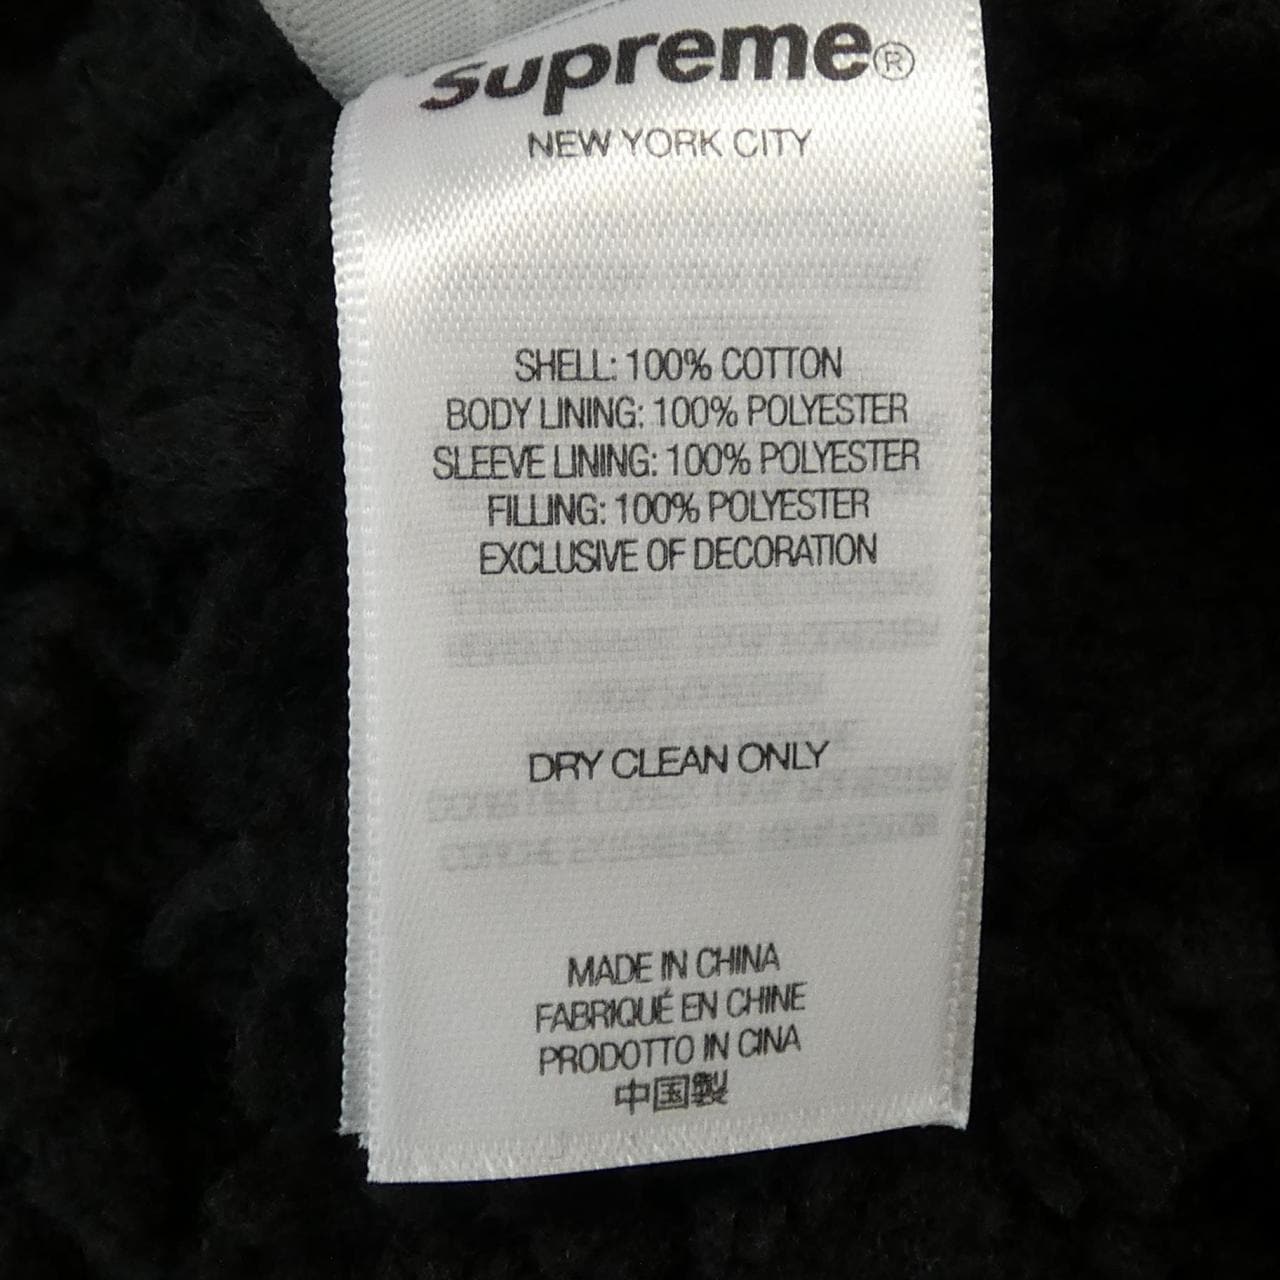 Supreme®
NEW YORK CITY
SHELL: 100% COTTON
BODY LINING: 100% POLYESTER
SLEEVE LINING: 100% POLYESTER
FILLING: 100% POLYESTER
EXCLUSIVE OF DECORATION
DRY CLEAN ONLY
MADE IN CHINA
FABRIQUÉ EN CHINE
PRODOTTO IN CINA
中国製